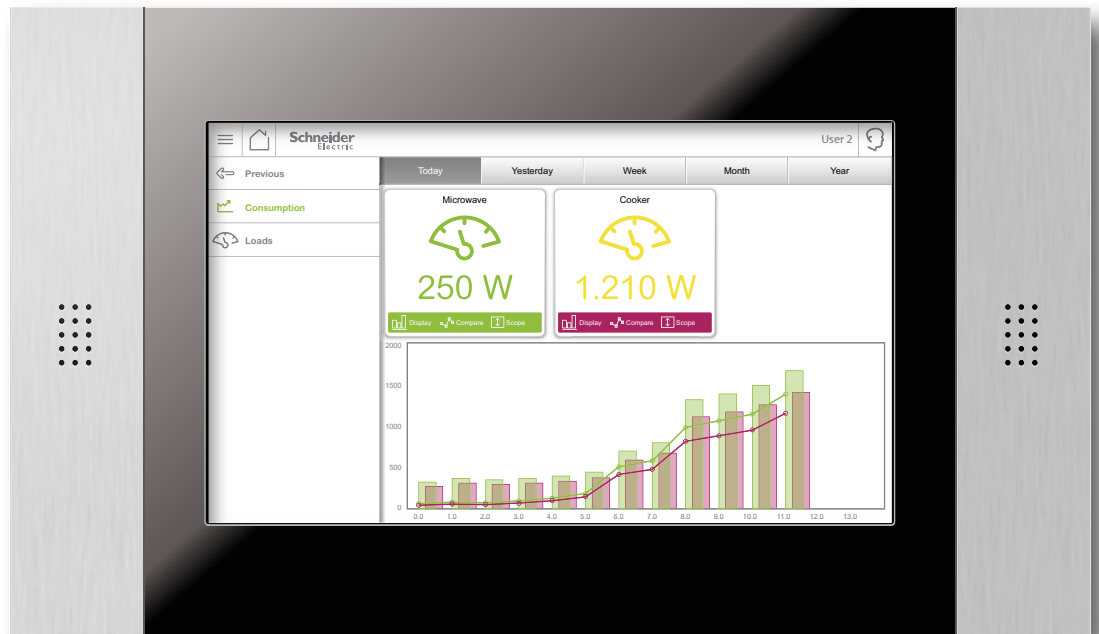 Schneider
Electric
User 2
Previous
Consumption
Loads
Today Yesterday Week Month Year
Microwave
250 W
Display Compare Scope
Cooker
1.210 W
Display Compare Scope
2000
1500
1000
500
0
0.0 1.0 2.0 3.0 4.0 5.0 6.0 7.0 8.0 9.0 10.0 11.0 12.0 13.0